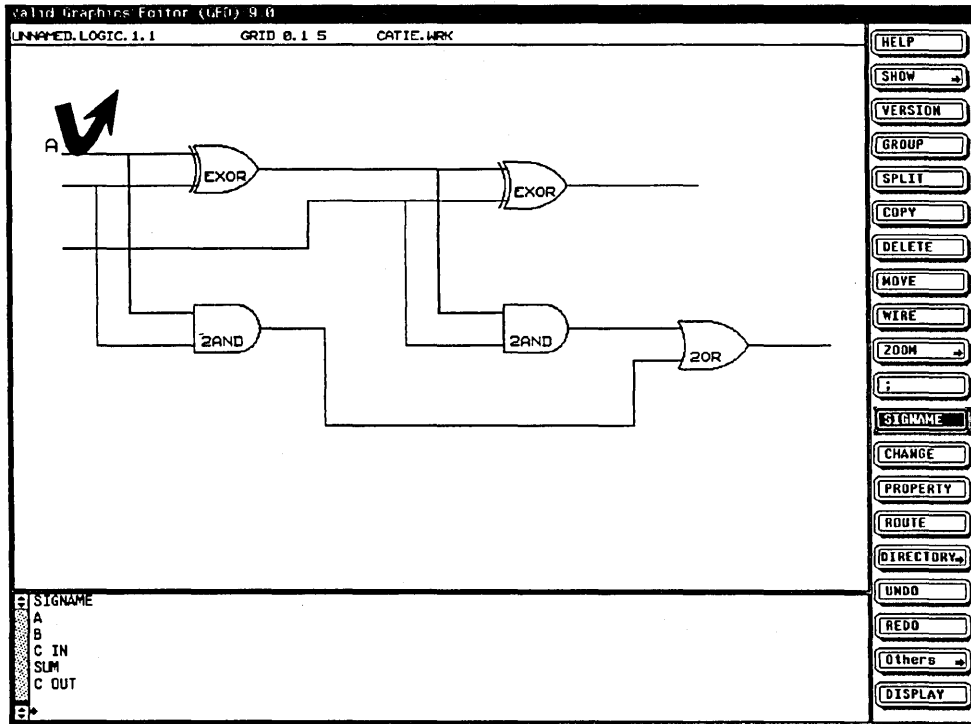 Valid Graphics Editor (GED) 9.0
UNNAMED.LOGIC.1.1 GRID 0.1 5 CATIE.WRK
A
EXOR
EXOR
2AND
2AND
2OR
HELP
SHOW
VERSION
GROUP
SPLIT
COPY
DELETE
MOVE
WIRE
ZOOM
;
SIGNAME
CHANGE
PROPERTY
ROUTE
DIRECTORY
UNDO
REDO
Others
DISPLAY
SIGNAME
A
B
C IN
SUM
C OUT